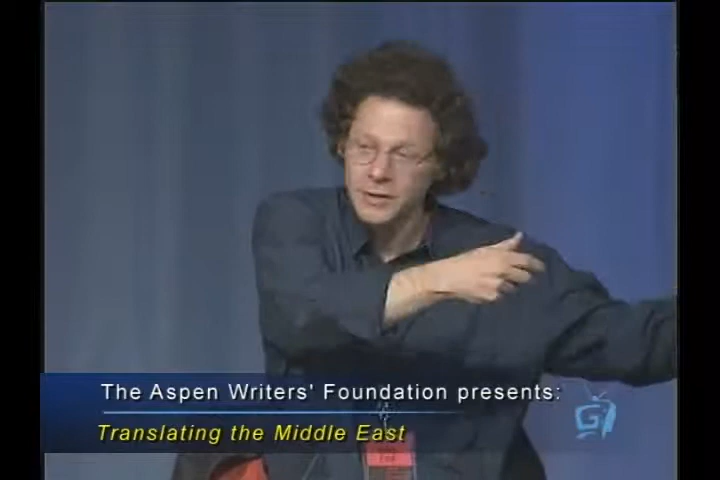 The Aspen Writers' Foundation presents:
Translating the Middle East
G